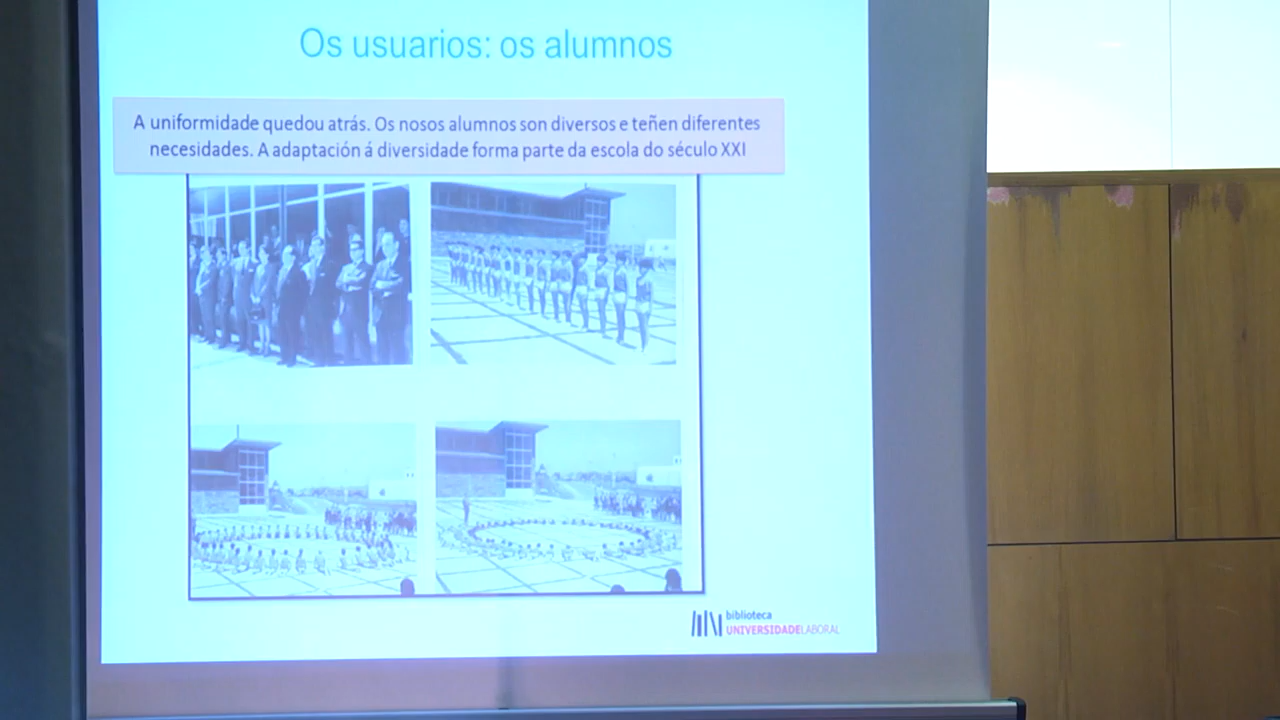 Os usuarios: os alumnos
A uniformidade quedou atrás. Os nosos alumnos son diversos e teñen diferentes
necesidades. A adaptación á diversidade forma parte da escola do século XXI
biblioteca
UNIVERSIDADELABORAL